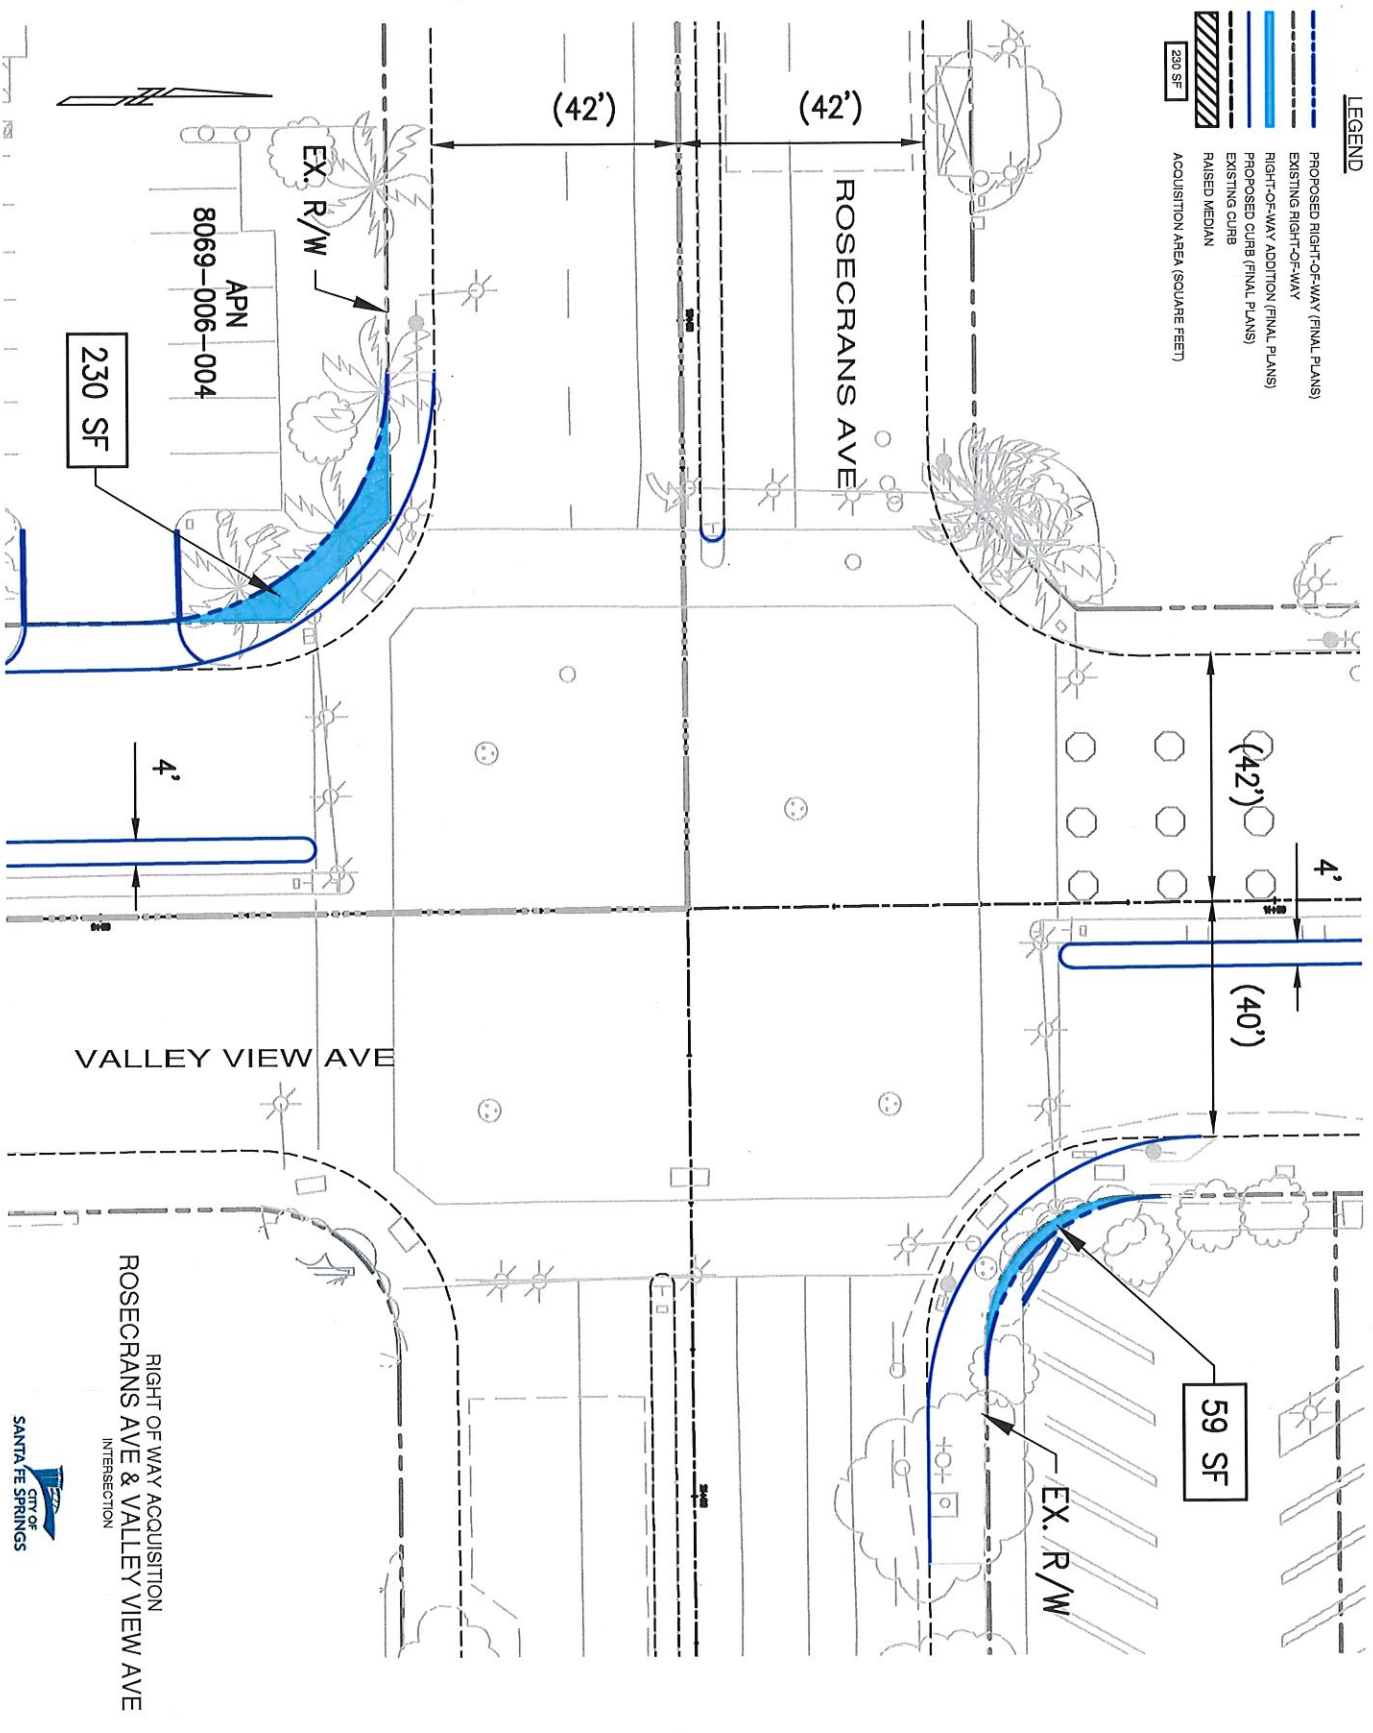 LEGEND
PROPOSED RIGHT-OF-WAY (FINAL PLANS)
EXISTING RIGHT-OF-WAY
RIGHT-OF-WAY ADDITION (FINAL PLANS)
PROPOSED CURB (FINAL PLANS)
EXISTING CURB
RAISED MEDIAN
230 SF
ACQUISITION AREA (SQUARE FEET)
(42')
(42')
ROSECRANS AVE
EX. R/W
APN
8069-006-004
230 SF
(42')
4'
4'
(40')
VALLEY VIEW AVE
59 SF
EX. R/W
RIGHT OF WAY ACQUISITION
ROSECRANS AVE & VALLEY VIEW AVE
INTERSECTION
CITY OF
SANTA FE SPRINGS